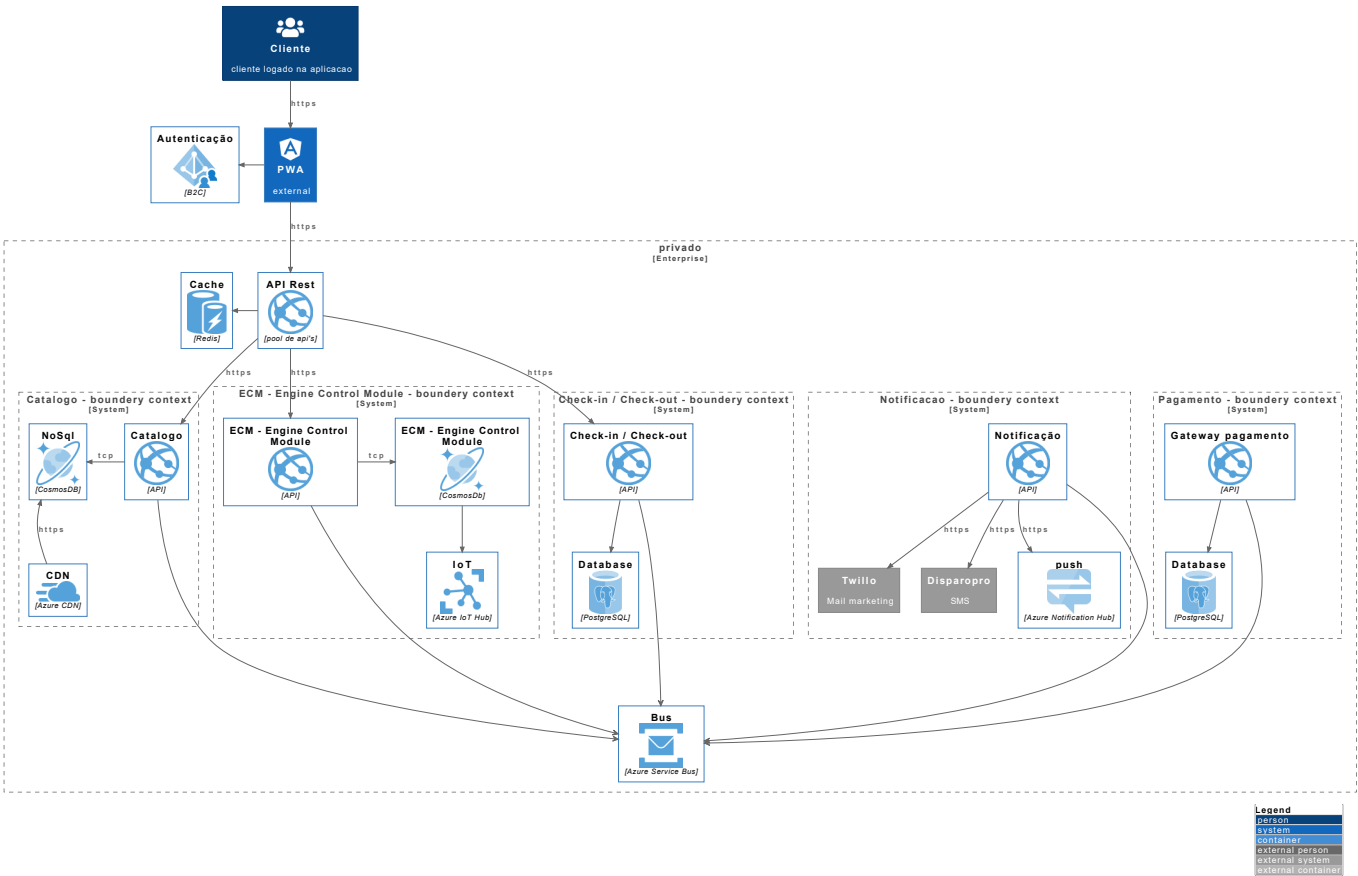 Cliente
cliente logado na aplicacao
https
Autenticação
[B2C]
PWA
external
https
privado
[Enterprise]
Cache
[Redis]
API Rest
[pool de api's]
https
https
https
Catalogo - boundery context
[System]
NoSql
[CosmosDB]
tcp
Catalogo
[API]
https
CDN
[Azure CDN]
ECM - Engine Control Module - boundery context
[System]
ECM - Engine Control
Module
[API]
tcp
ECM - Engine Control
Module
[CosmosDb]
IoT
[Azure IoT Hub]
Check-in / Check-out - boundery context
[System]
Check-in / Check-out
[API]
Database
[PostgreSQL]
Notificacao - boundery context
[System]
Notificação
[API]
https
https
https
Twillo
Mail marketing
Disparopro
SMS
push
[Azure Notification Hub]
Pagamento - boundery context
[System]
Gateway pagamento
[API]
Database
[PostgreSQL]
Bus
[Azure Service Bus]
Legend
person
system
container
external person
external system
external container